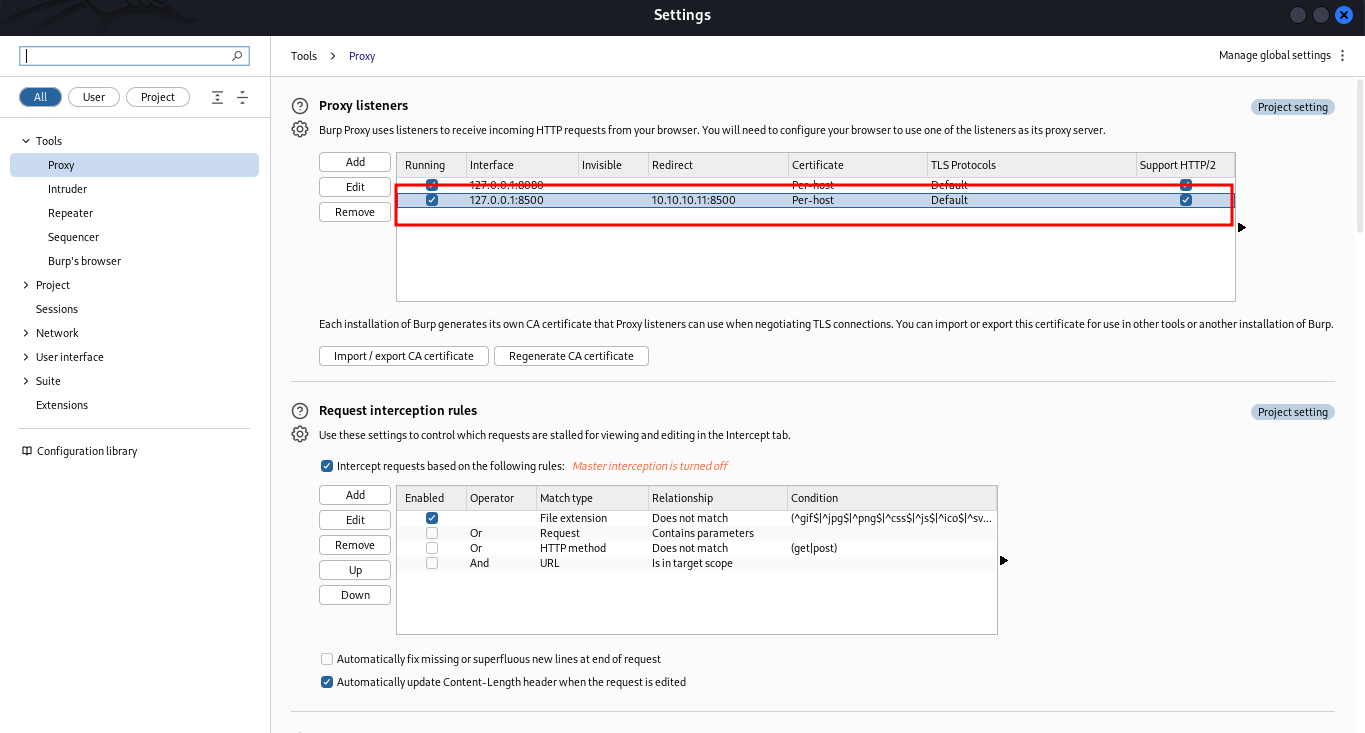 Settings
Tools > Proxy
Manage global settings
All User Project
Tools
Proxy
Intruder
Repeater
Sequencer
Burp's browser
Project
Sessions
Network
User interface
Suite
Extensions
Configuration library
Proxy listeners
Project setting
Burp Proxy uses listeners to receive incoming HTTP requests from your browser. You will need to configure your browser to use one of the listeners as its proxy server.
Add
Edit
Remove
Running Interface Invisible Redirect Certificate TLS Protocols Support HTTP/2
127.0.0.1:8080 Per-host Default
127.0.0.1:8500 10.10.10.11:8500 Per-host Default
Each installation of Burp generates its own CA certificate that Proxy listeners can use when negotiating TLS connections. You can import or export this certificate for use in other tools or another installation of Burp.
Import / export CA certificate Regenerate CA certificate
Request interception rules
Project setting
Use these settings to control which requests are stalled for viewing and editing in the Intercept tab.
Intercept requests based on the following rules: Master interception is turned off
Add
Edit
Remove
Up
Down
Enabled Operator Match type Relationship Condition
File extension Does not match (^gif$|^jpg$|^png$|^css$|^js$|^ico$|^sv...
Or Request Contains parameters
Or HTTP method Does not match (get|post)
And URL Is in target scope
Automatically fix missing or superfluous new lines at end of request
Automatically update Content-Length header when the request is edited